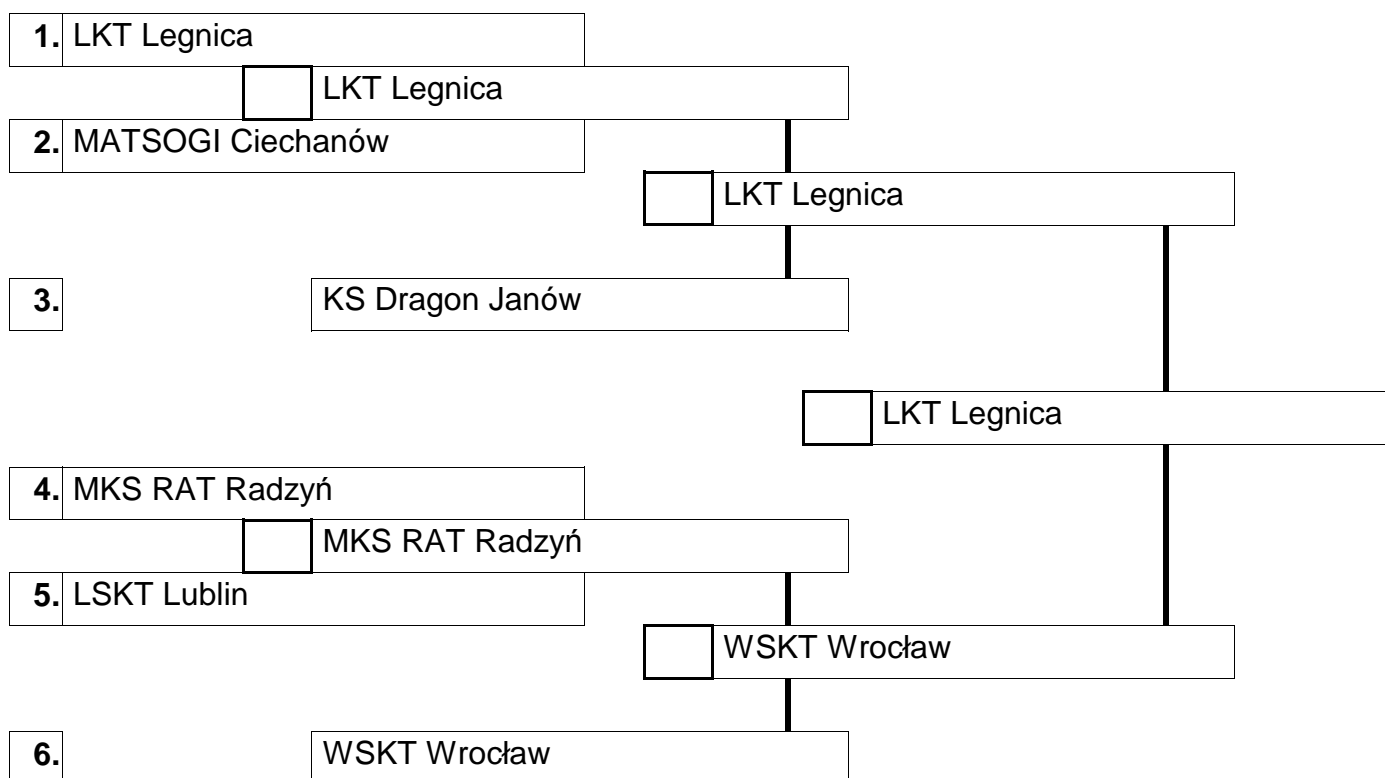 1. LKT Legnica
LKT Legnica
2. MATSOGI Ciechanów
LKT Legnica
3. KS Dragon Janów
LKT Legnica
4. MKS RAT Radzyń
MKS RAT Radzyń
5. LSKT Lublin
WSKT Wrocław
6. WSKT Wrocław